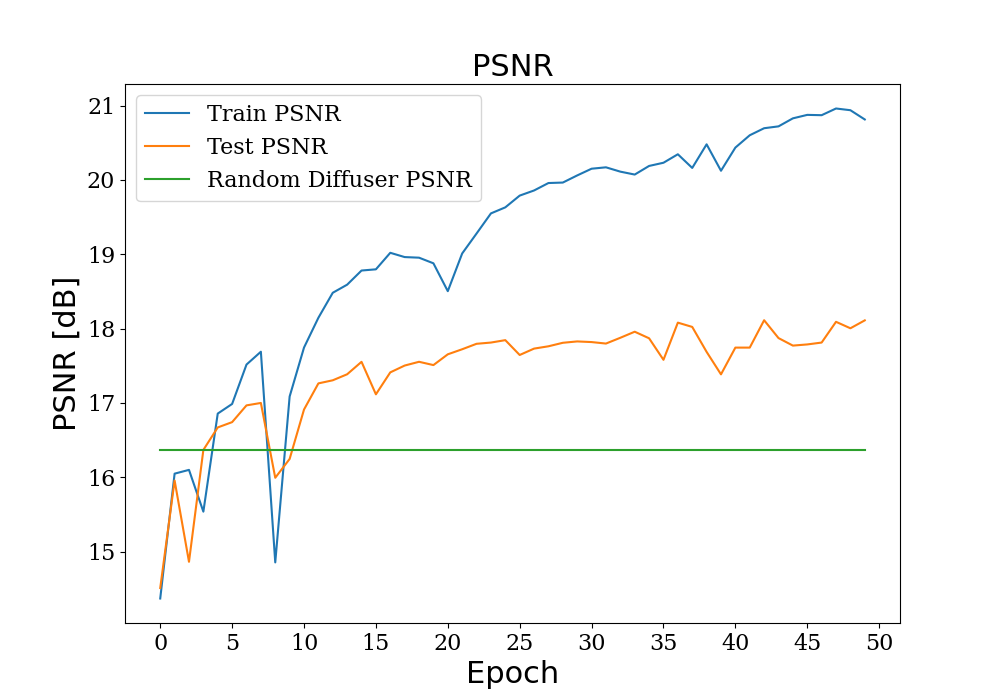 PSNR
Train PSNR
Test PSNR
Random Diffuser PSNR
PSNR [dB]
21
20
19
18
17
16
15
0 5 10 15 20 25 30 35 40 45 50
Epoch